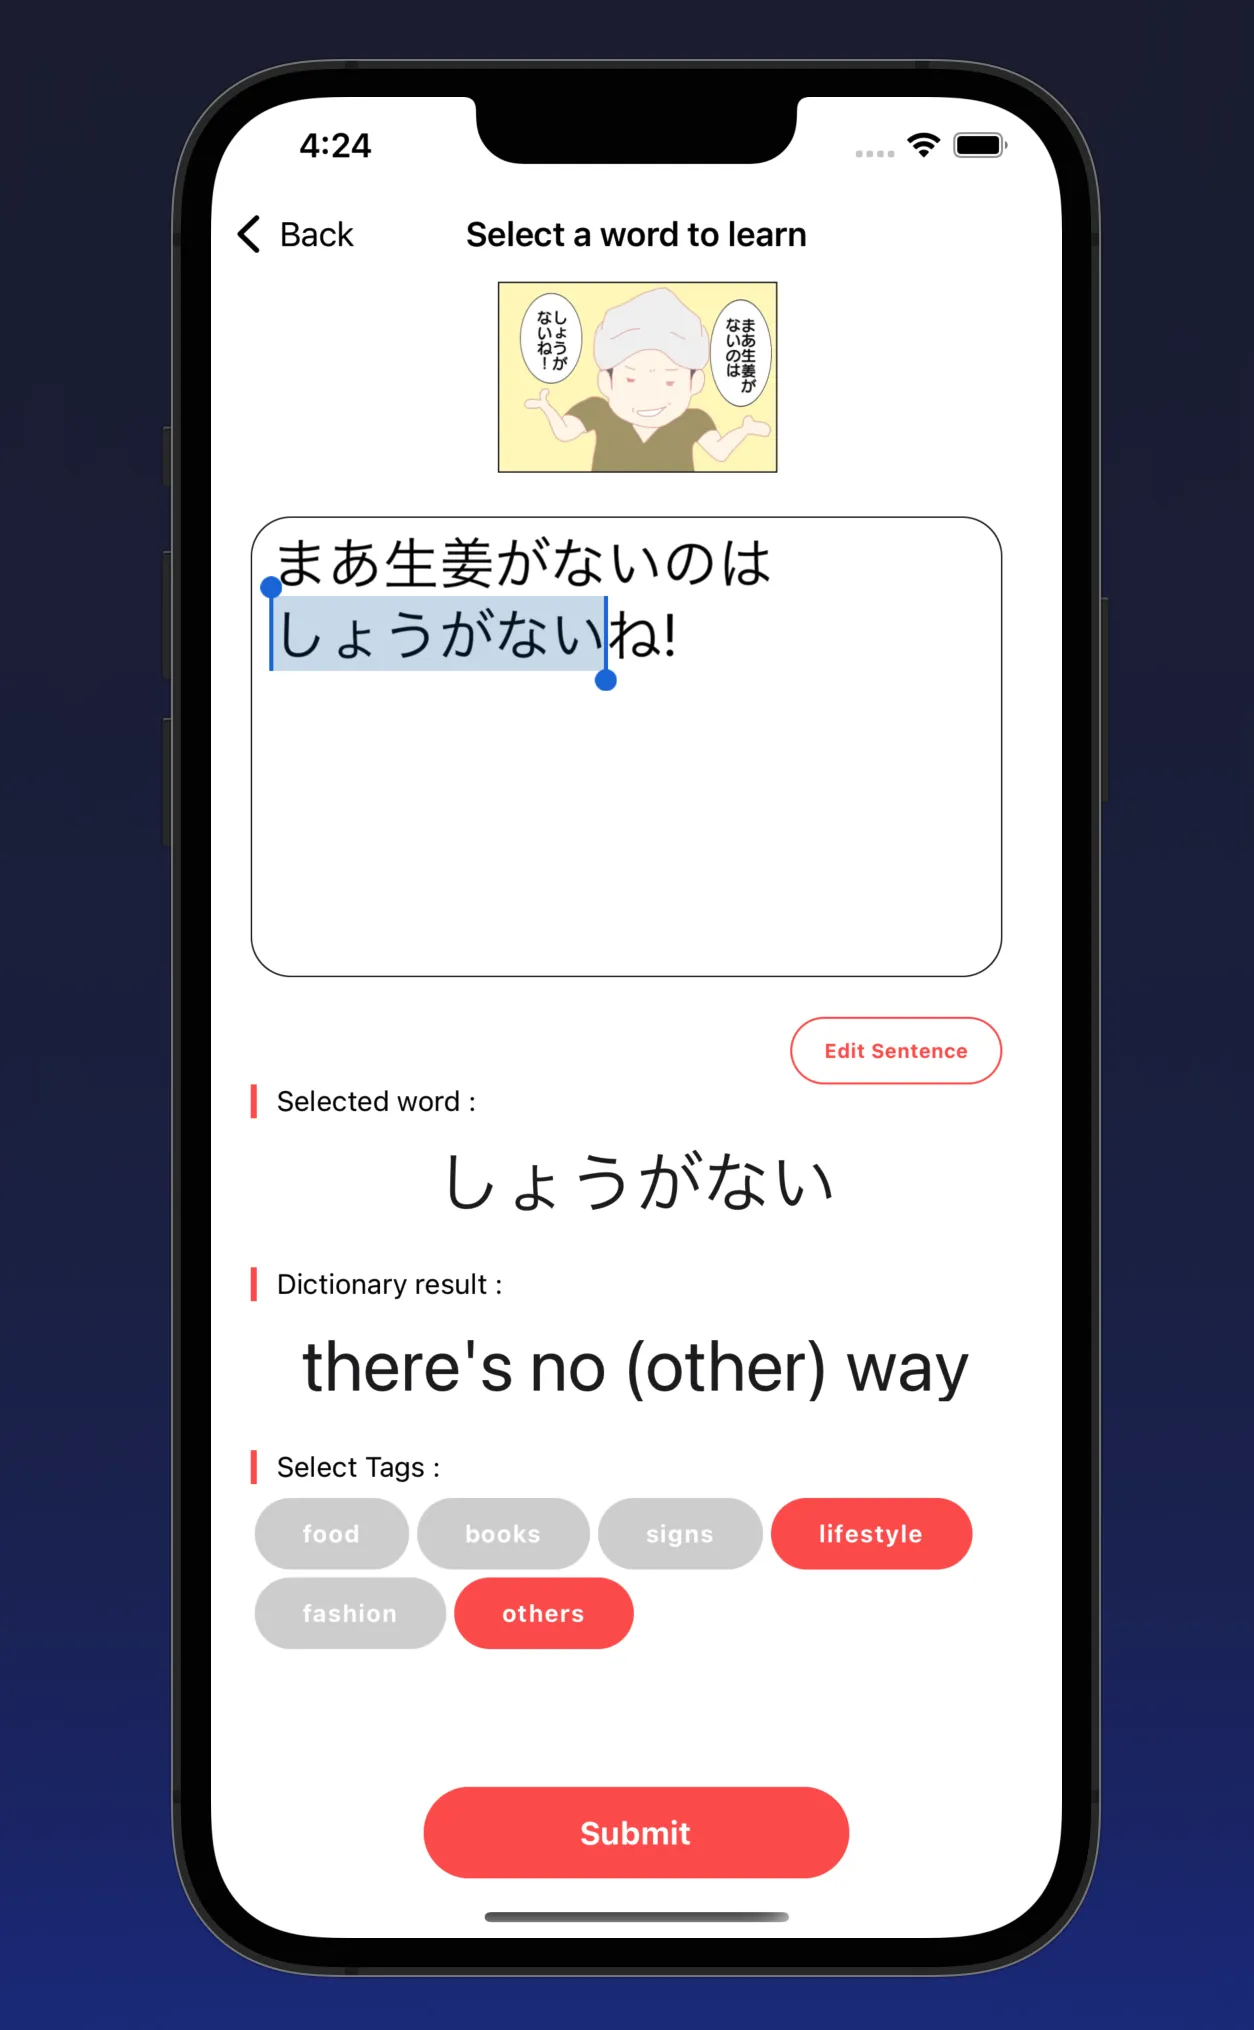 4:24
Back
Select a word to learn
まあ生姜が
ないのは
しょうが
ないね！
まあ生姜がないのは
しょうがないね!
Edit Sentence
Selected word :
しょうがない
Dictionary result :
there's no (other) way
Select Tags :
food
books
signs
lifestyle
fashion
others
Submit